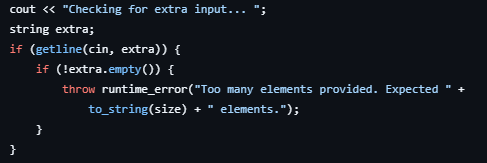 cout << "Checking for extra input... ";
string extra;
if (getline(cin, extra)) {
    if (!extra.empty()) {
        throw runtime_error("Too many elements provided. Expected " +
            to_string(size) + " elements.");
    }
}